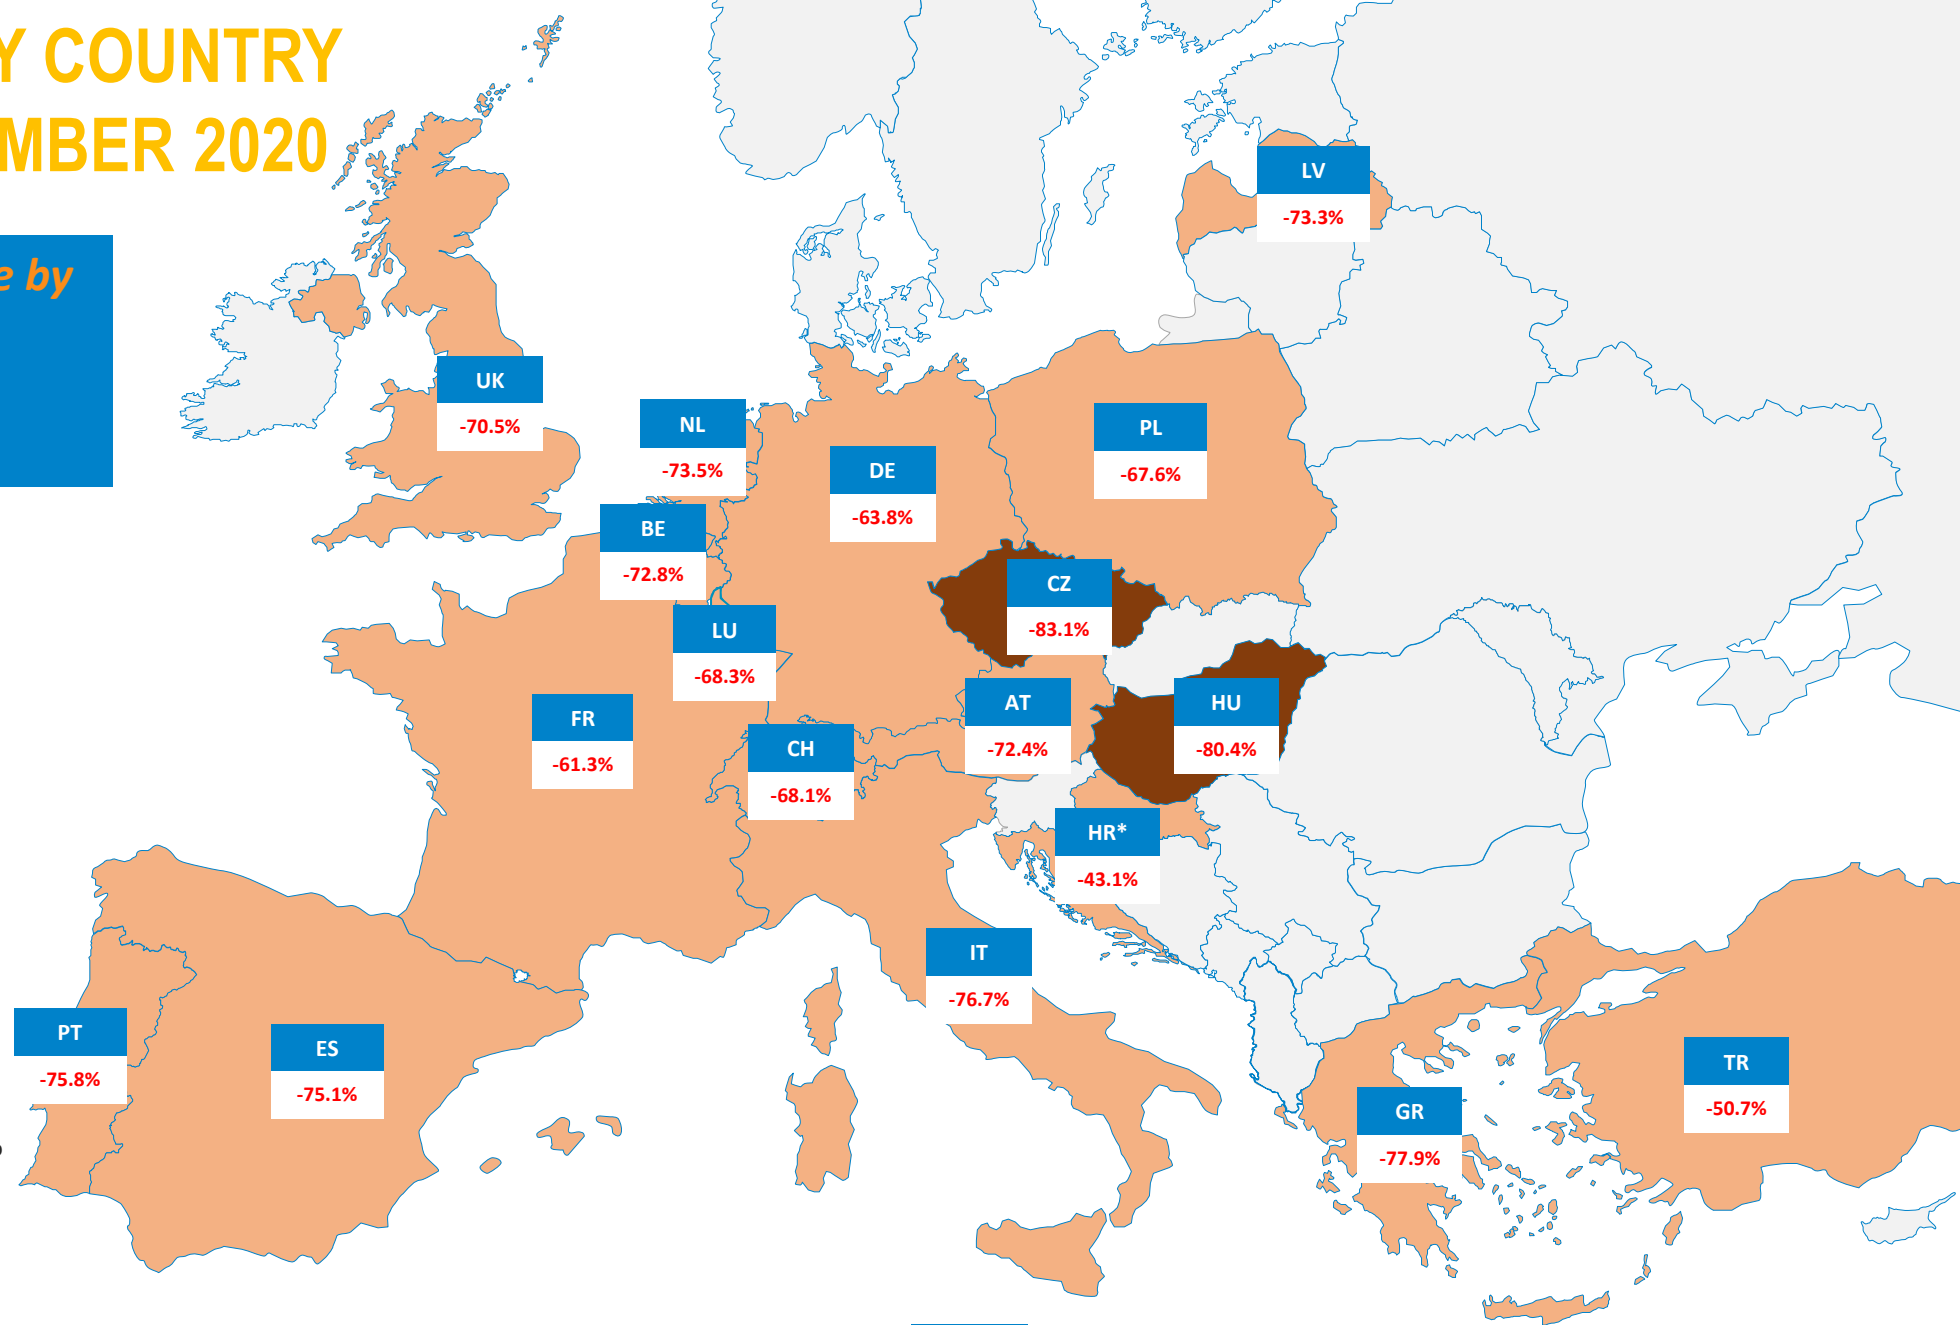 Y COUNTRY
MBER 2020
e by
LV
-73.3%
UK
-70.5%
NL
-73.5%
PL
-67.6%
DE
-63.8%
BE
-72.8%
CZ
-83.1%
LU
-68.3%
FR
-61.3%
CH
-68.1%
AT
-72.4%
HU
-80.4%
HR*
-43.1%
IT
-76.7%
PT
-75.8%
ES
-75.1%
TR
-50.7%
GR
-77.9%